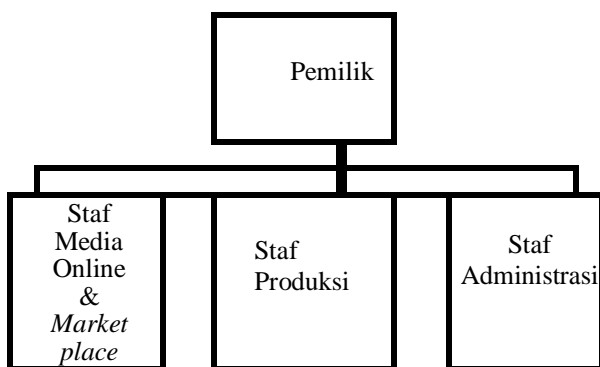 Pemilik
Staf
Media
Online
&
Market
place
Staf
Produksi
Staf
Administrasi